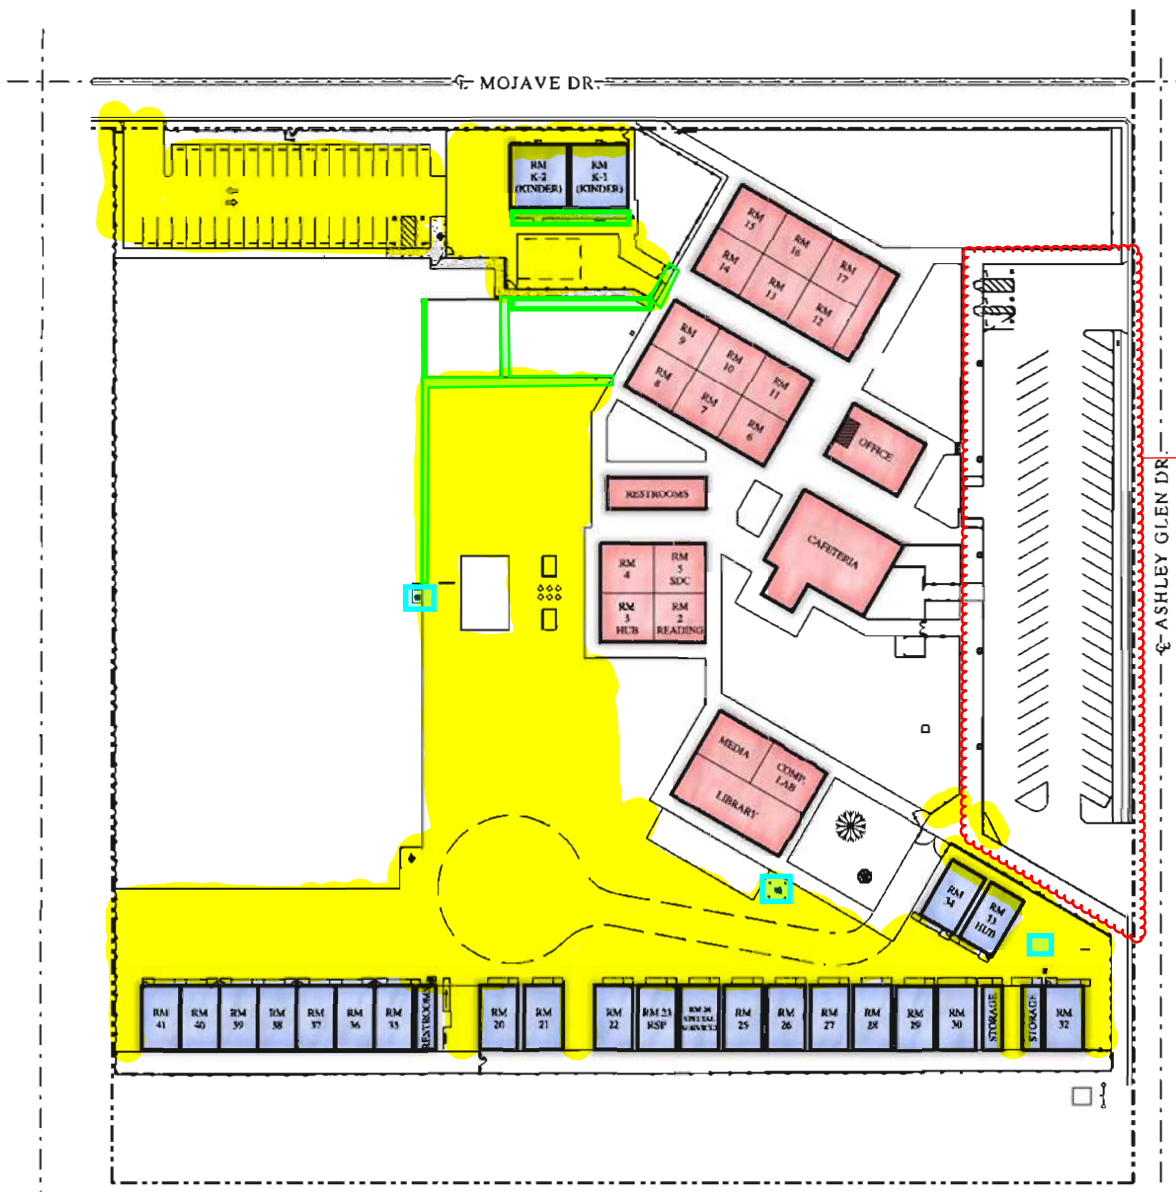 ℄ MOJAVE DR.
RM
K-2
(KINDER)
RM
K-1
(KINDER)
RM
15
RM
16
RM
17
RM
14
RM
13
RM
12
RM
9
RM
10
RM
11
RM
8
RM
7
RM
6
OFFICE
RESTROOMS
CAFETERIA
RM
4
RM
5
SDC
RM
3
HUB
RM
2
READING
℄ ASHLEY GLEN DR.
MEDIA
COMP.
LAB
LIBRARY
RM
34
RM
33
HUB
RM
41
RM
40
RM
39
RM
38
RM
37
RM
36
RM
35
RESTROOMS
RM
20
RM
21
RM
22
RM 23
RSP
RM 24
RM
25
RM
26
RM
27
RM
28
RM
29
RM
30
STORAGE
STORAGE
RM
32